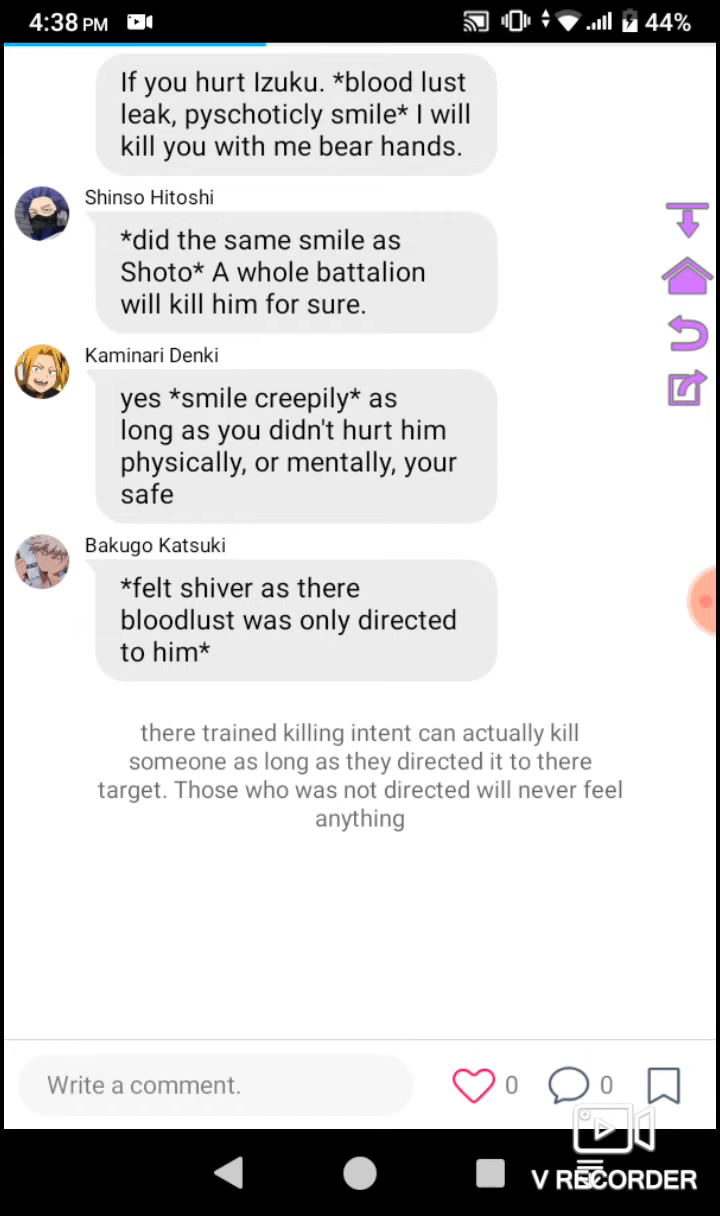 4:38 PM
44%
If you hurt Izuku. *blood lust
leak, pyschoticly smile* I will
kill you with me bear hands.
Shinso Hitoshi
*did the same smile as
Shoto* A whole battalion
will kill him for sure.
Kaminari Denki
yes *smile creepily* as
long as you didn't hurt him
physically, or mentally, your
safe
Bakugo Katsuki
*felt shiver as there
bloodlust was only directed
to him*
there trained killing intent can actually kill
someone as long as they directed it to there
target. Those who was not directed will never feel
anything
Write a comment.
0
0
V RECORDER